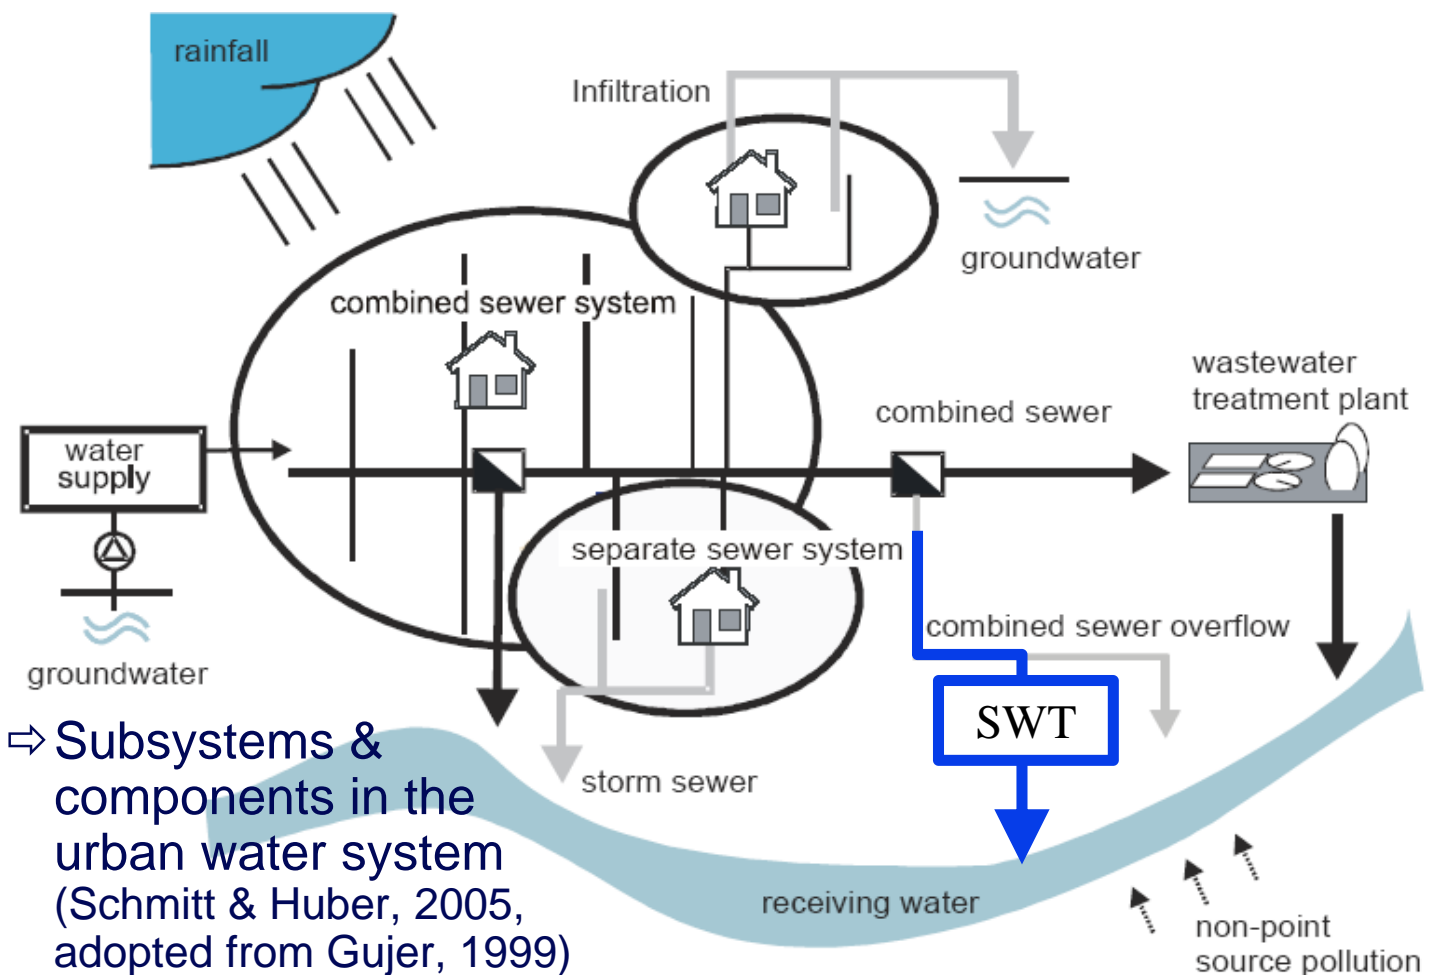 rainfall
Infiltration
groundwater
combined sewer system
wastewater
treatment plant
combined sewer
water
supply
separate sewer system
combined sewer overflow
groundwater
SWT
⇨ Subsystems &
components in the
urban water system
(Schmitt & Huber, 2005,
adopted from Gujer, 1999)
storm sewer
receiving water
non-point
source pollution